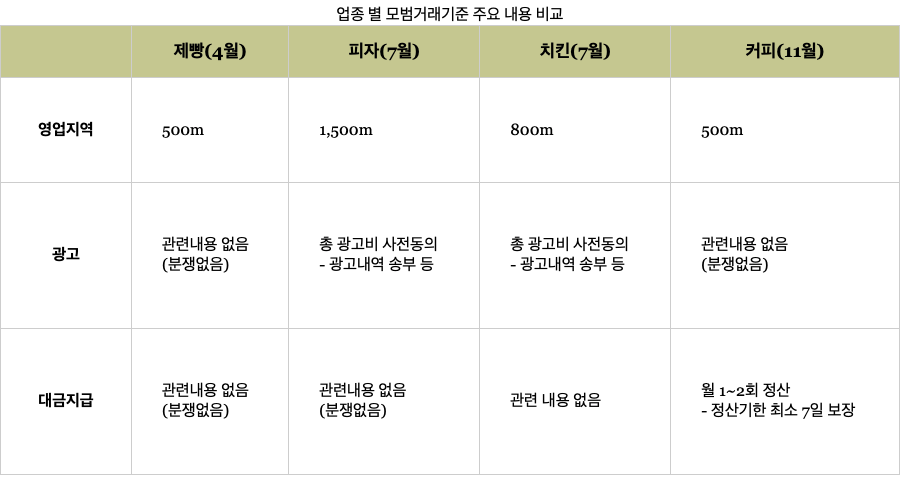 업종 별 모범거래기준 주요 내용 비교
제빵(4월) 피자(7월) 치킨(7월) 커피(11월)
영업지역 500m 1,500m 800m 500m
광고 관련내용 없음 총 광고비 사전동의 총 광고비 사전동의 관련내용 없음
(분쟁없음) - 광고내역 송부 등 - 광고내역 송부 등 (분쟁없음)
대금지급 관련내용 없음 관련내용 없음 관련 내용 없음 월 1~2회 정산
(분쟁없음) (분쟁없음) - 정산기한 최소 7일 보장